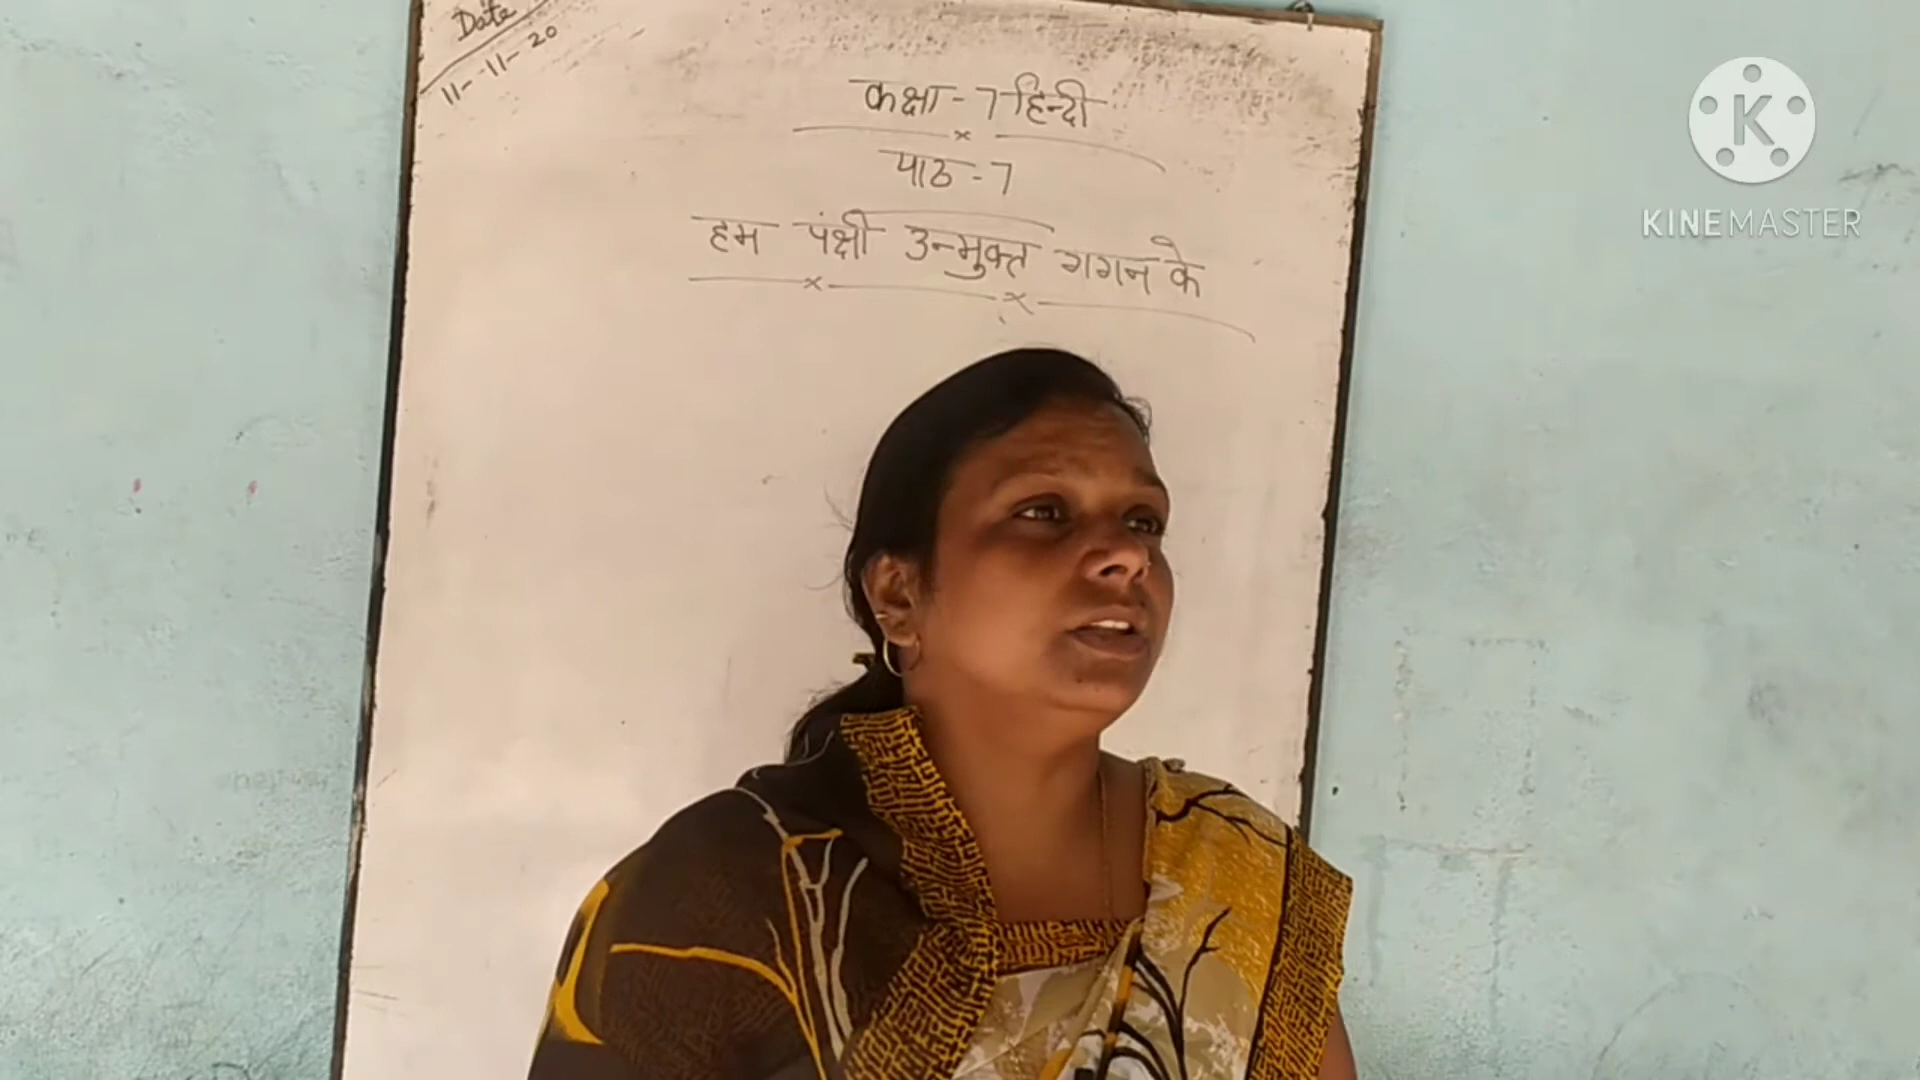 Date
11-11-20
कक्षा - 7 हिन्दी
पाठ - 7
हम पंक्षी उन्मुक्त गगन के
K
KINEMASTER